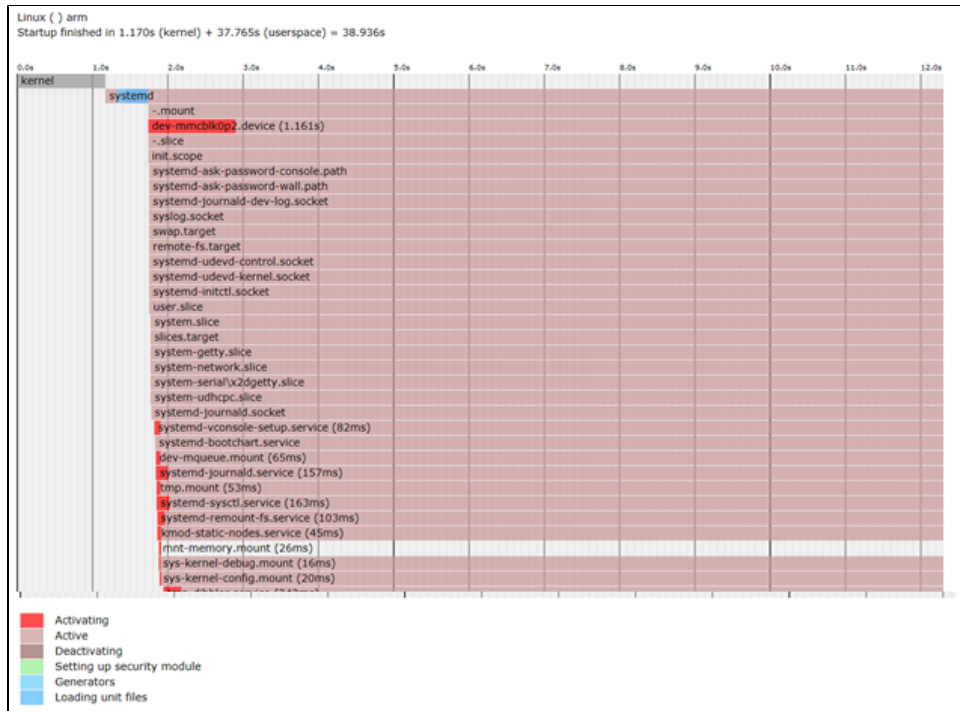 Linux ( ) arm
Startup finished in 1.170s (kernel) + 37.765s (userspace) = 38.936s
0.0s 1.0s 2.0s 3.0s 4.0s 5.0s 6.0s 7.0s 8.0s 9.0s 10.0s 11.0s 12.0s
kernel
systemd
-.mount
dev-mmcblk0p2.device (1.161s)
-.slice
init.scope
systemd-ask-password-console.path
systemd-ask-password-wall.path
systemd-journald-dev-log.socket
syslog.socket
swap.target
remote-fs.target
systemd-udevd-control.socket
systemd-udevd-kernel.socket
systemd-initctl.socket
user.slice
system.slice
slices.target
system-getty.slice
system-network.slice
system-serial\x2dgetty.slice
system-udhcpc.slice
systemd-journald.socket
systemd-vconsole-setup.service (82ms)
systemd-bootchart.service
dev-mqueue.mount (65ms)
systemd-journald.service (157ms)
tmp.mount (53ms)
systemd-sysctl.service (163ms)
systemd-remount-fs.service (103ms)
kmod-static-nodes.service (45ms)
mnt-memory.mount (26ms)
sys-kernel-debug.mount (16ms)
sys-kernel-config.mount (20ms)
Activating
Active
Deactivating
Setting up security module
Generators
Loading unit files